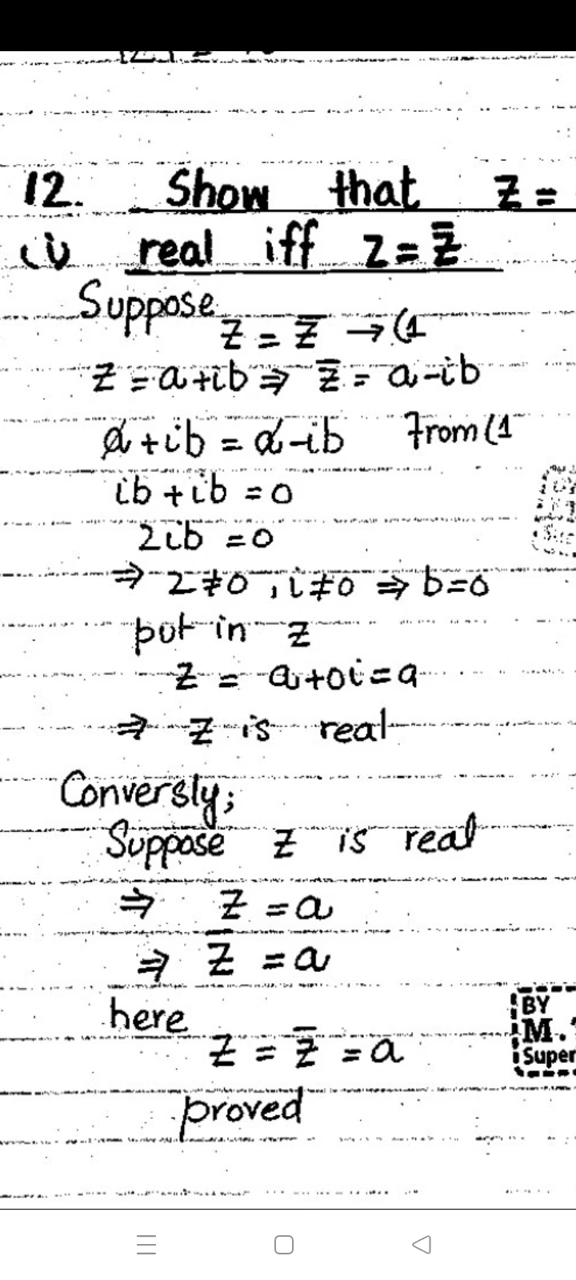 12. Show that z =
(i) real iff z = z̅
Suppose z = z̅ → (1
z = a+ib ⇒ z̅ = a-ib
a + ib = a - ib From (1
ib + ib = 0
2ib = 0
⇒ 2≠0 , i≠0 ⇒ b=0
put in z
z = a+0i = a
⇒ z is real
Conversly;
Suppose z is real
⇒ z = a
⇒ z̅ = a
here z = z̅ = a
proved
BY
M.
Super